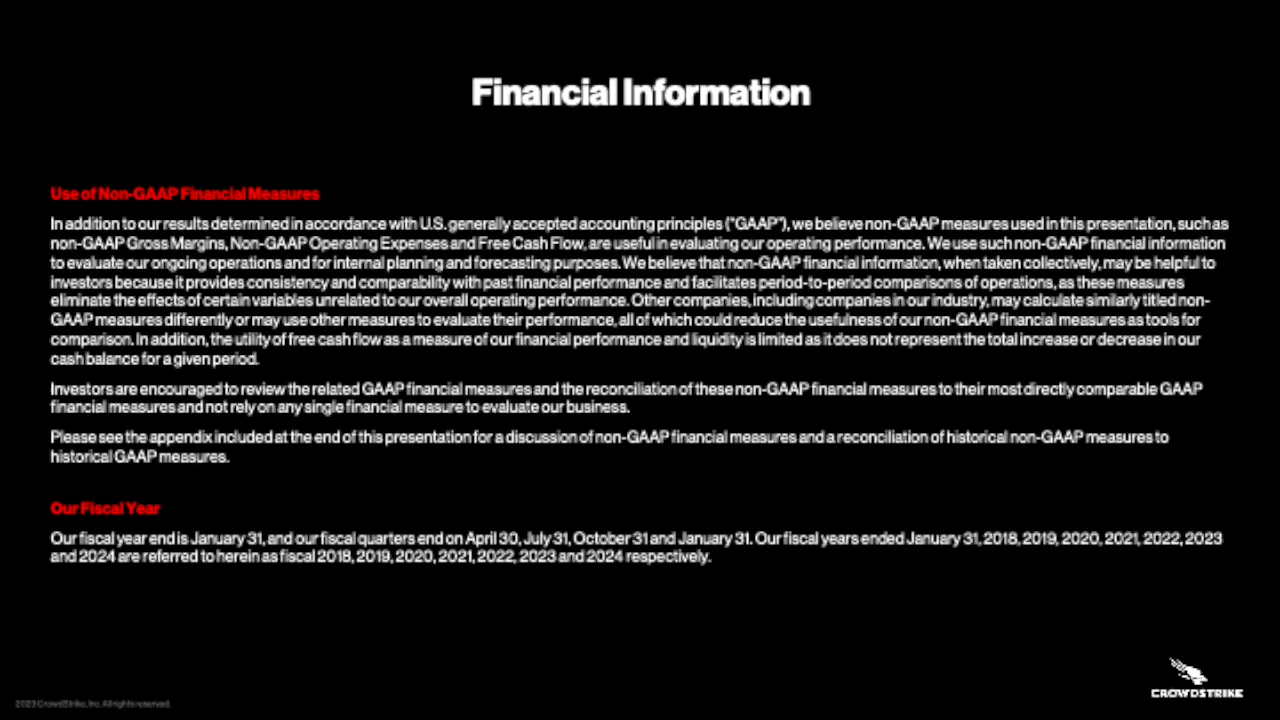 Financial Information
Use of Non-GAAP Financial Measures
In addition to our results determined in accordance with U.S. generally accepted accounting principles ("GAAP"), we believe non-GAAP measures used in this presentation, such as
non-GAAP Gross Margins, Non-GAAP Operating Expenses and Free Cash Flow, are useful in evaluating our operating performance. We use such non-GAAP financial information
to evaluate our ongoing operations and for internal planning and forecasting purposes. We believe that non-GAAP financial information, when taken collectively, may be helpful to
investors because it provides consistency and comparability with past financial performance and facilitates period-to-period comparisons of operations, as these measures
eliminate the effects of certain variables unrelated to our overall operating performance. Other companies, including companies in our industry, may calculate similarly titled non-
GAAP measures differently or may use other measures to evaluate their performance, all of which could reduce the usefulness of our non-GAAP financial measures as tools for
comparison. In addition, the utility of free cash flow as a measure of our financial performance and liquidity is limited as it does not represent the total increase or decrease in our
cash balance for a given period.
Investors are encouraged to review the related GAAP financial measures and the reconciliation of these non-GAAP financial measures to their most directly comparable GAAP
financial measures and not rely on any single financial measure to evaluate our business.
Please see the appendix included at the end of this presentation for a discussion of non-GAAP financial measures and a reconciliation of historical non-GAAP measures to
historical GAAP measures.
Our Fiscal Year
Our fiscal year end is January 31, and our fiscal quarters end on April 30, July 31, October 31 and January 31. Our fiscal years ended January 31, 2018, 2019, 2020, 2021, 2022, 2023
and 2024 are referred to herein as fiscal 2018, 2019, 2020, 2021, 2022, 2023 and 2024 respectively.
CROWDSTRIKE
2023 CrowdStrike, Inc. All rights reserved.